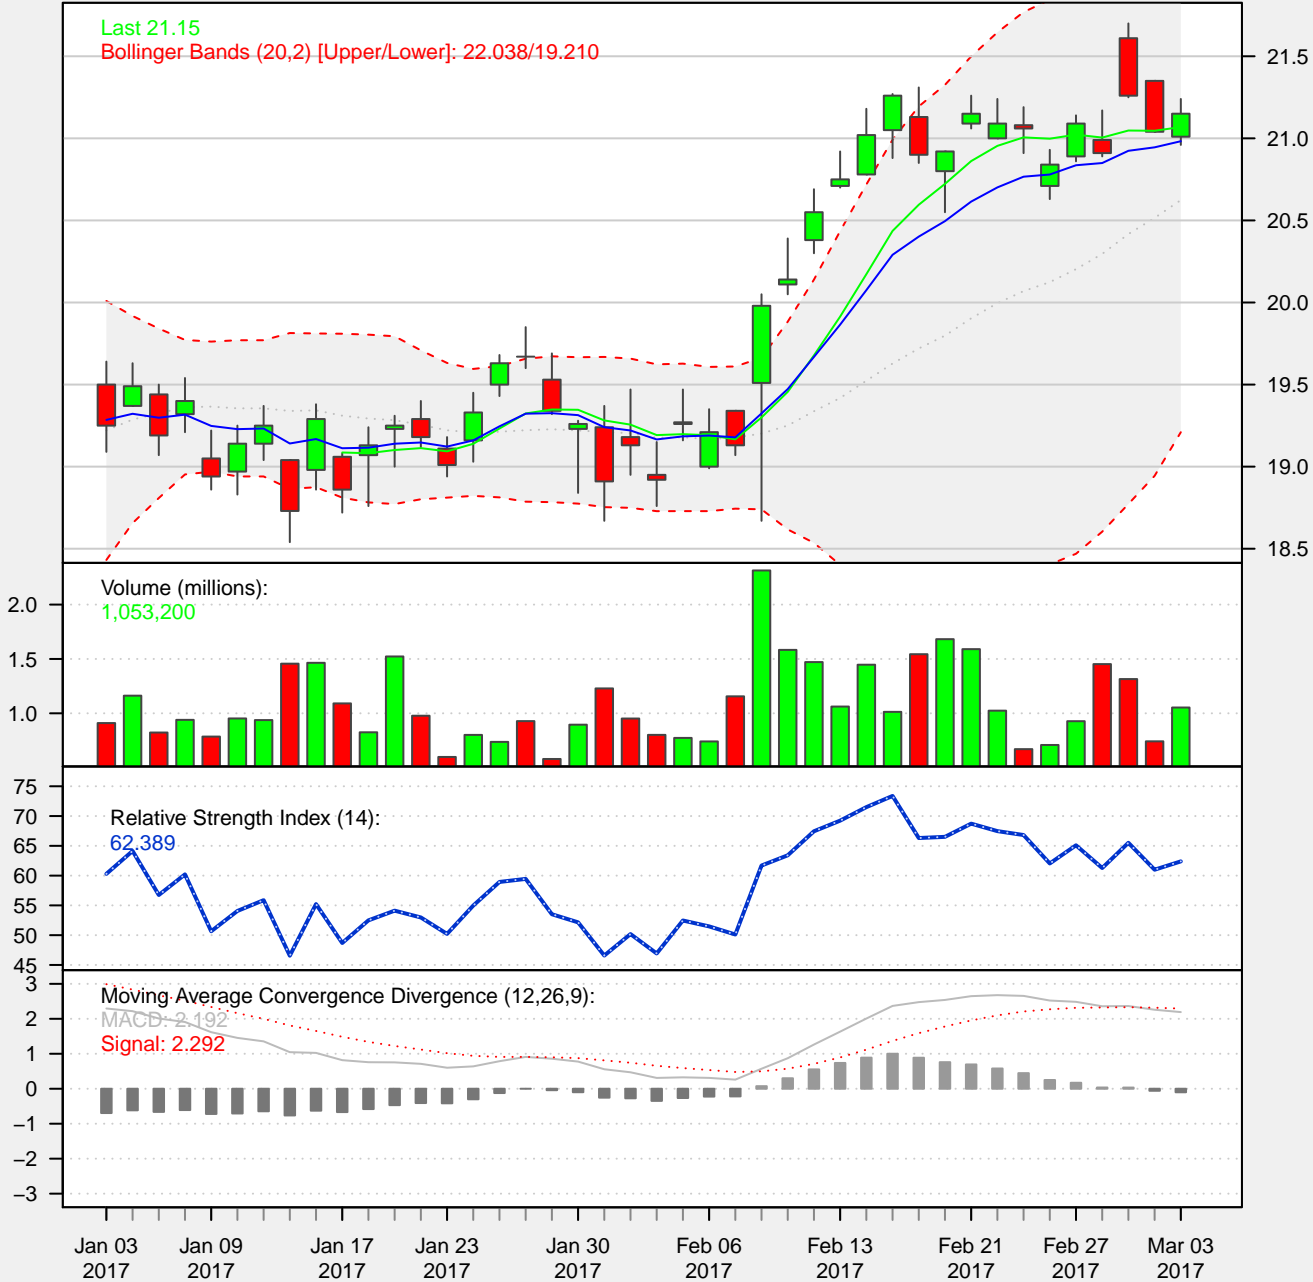 Last 21.15
Bollinger Bands (20,2) [Upper/Lower]: 22.038/19.210
21.5
21.0
20.5
20.0
19.5
19.0
18.5
Volume (millions):
1,053,200
2.0
1.5
1.0
Relative Strength Index (14):
62.389
75
70
65
60
55
50
45
Moving Average Convergence Divergence (12,26,9):
MACD: 2.192
Signal: 2.292
3
2
1
0
−1
−2
−3
Jan 03 Jan 09 Jan 17 Jan 23 Jan 30 Feb 06 Feb 13 Feb 21 Feb 27 Mar 03
2017 2017 2017 2017 2017 2017 2017 2017 2017 2017